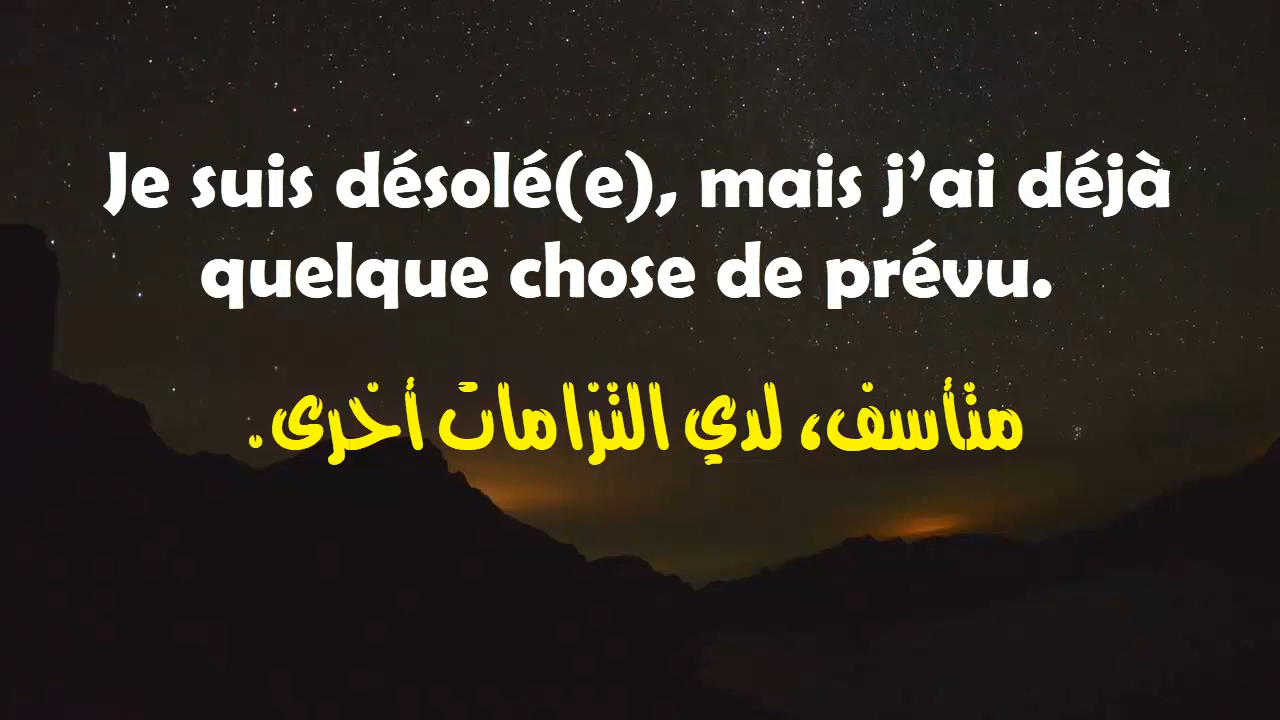 Je suis désolé(e), mais j’ai déjà
quelque chose de prévu.
متأسف، لدي التزامات أخرى.